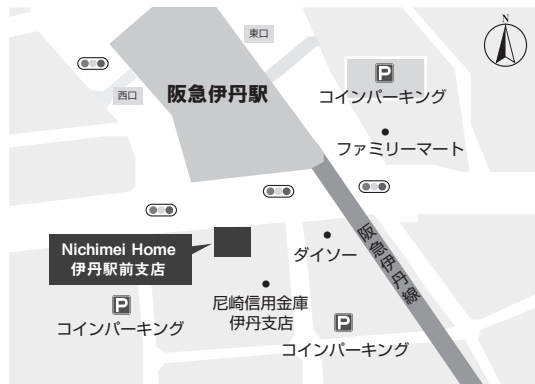 東口
N
西口
阪急伊丹駅
P
コインパーキング
ファミリーマート
Nichimei Home
伊丹駅前支店
ダイソー
阪急伊丹線
尼崎信用金庫
伊丹支店
P
コインパーキング
P
コインパーキング